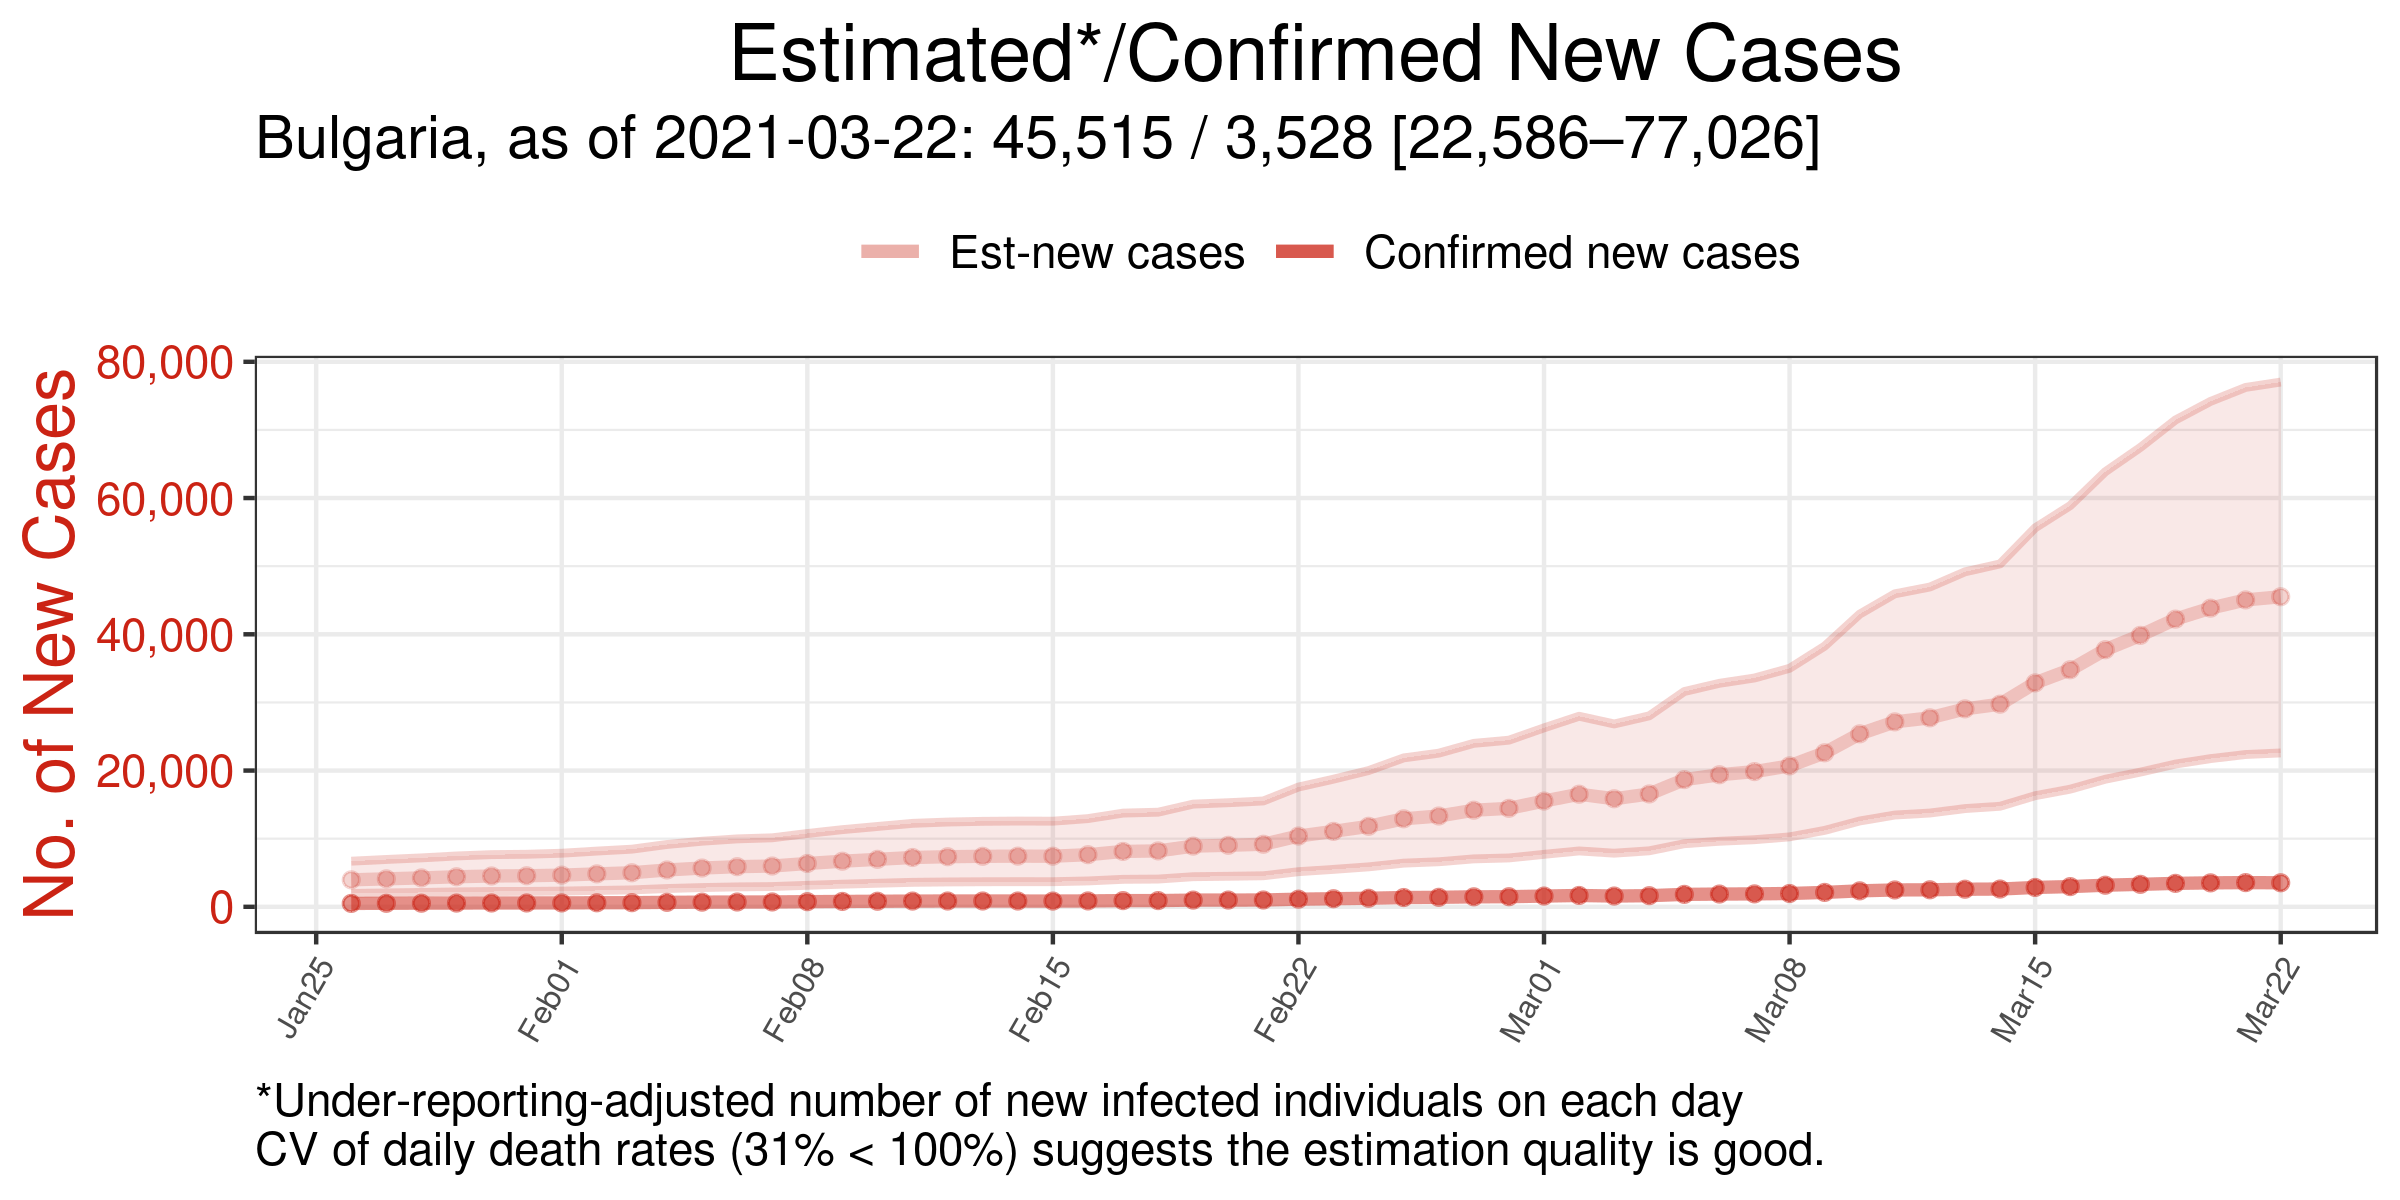 Estimated*/Confirmed New Cases
Bulgaria, as of 2021-03-22: 45,515 / 3,528 [22,586–77,026]
Est-new cases
Confirmed new cases
No. of New Cases
80,000
60,000
40,000
20,000
0
Jan25
Feb01
Feb08
Feb15
Feb22
Mar01
Mar08
Mar15
Mar22
*Under-reporting-adjusted number of new infected individuals on each day
CV of daily death rates (31% < 100%) suggests the estimation quality is good.